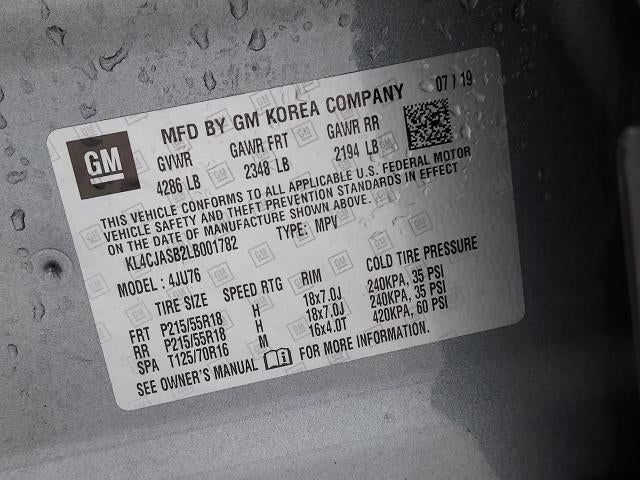 GM
MFD BY GM KOREA COMPANY 07 / 19
GVWR GAWR FRT GAWR RR
4286 LB 2348 LB 2194 LB
THIS VEHICLE CONFORMS TO ALL APPLICABLE U.S. FEDERAL MOTOR
VEHICLE SAFETY AND THEFT PREVENTION STANDARDS IN EFFECT
ON THE DATE OF MANUFACTURE SHOWN ABOVE.
KL4CJASB2LB001782 TYPE: MPV
MODEL : 4JU76
TIRE SIZE SPEED RTG RIM COLD TIRE PRESSURE
FRT P215/55R18 H 18x7.0J 240KPA, 35 PSI
RR P215/55R18 H 18x7.0J 240KPA, 35 PSI
SPA T125/70R16 M 16x4.0T 420KPA, 60 PSI
SEE OWNER'S MANUAL FOR MORE INFORMATION.